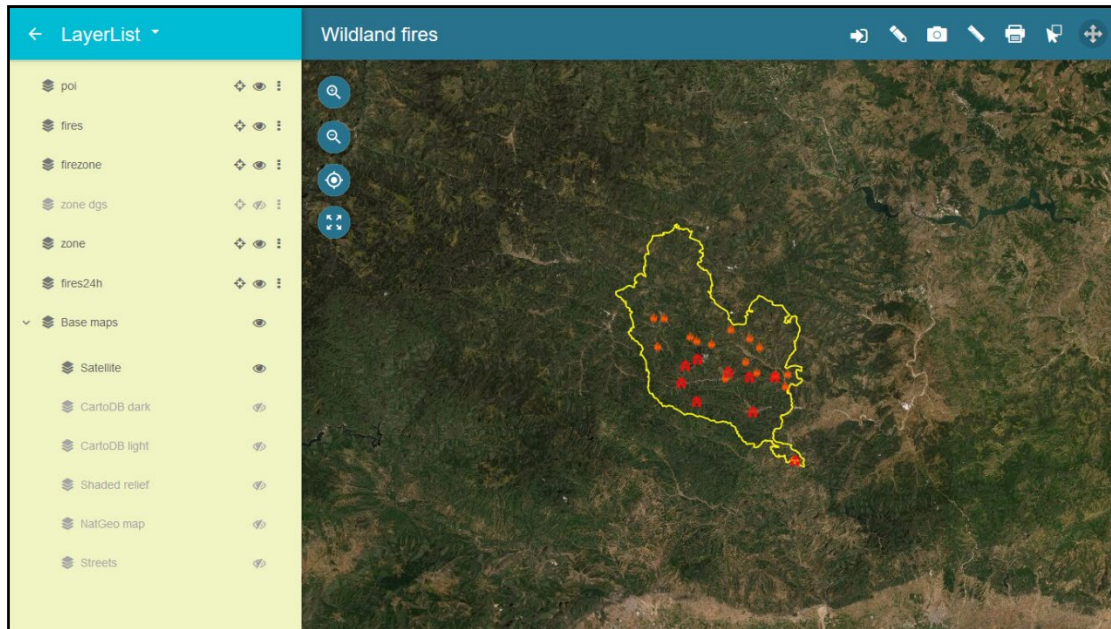 LayerList
Wildland fires
poi
fires
firezone
zone dgs
zone
fires24h
Base maps
Satellite
CartoDB dark
CartoDB light
Shaded relief
NatGeo map
Streets